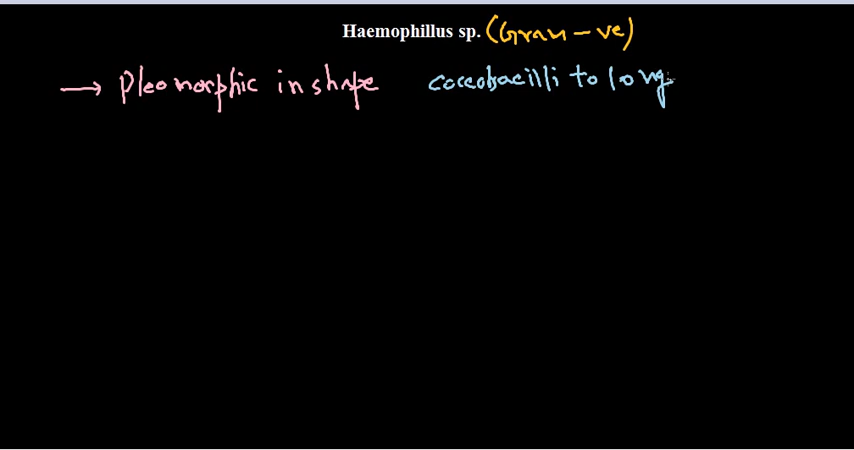 Haemophillus sp. (Gram -ve)
→ Pleomorphic in shape coccobacilli to long